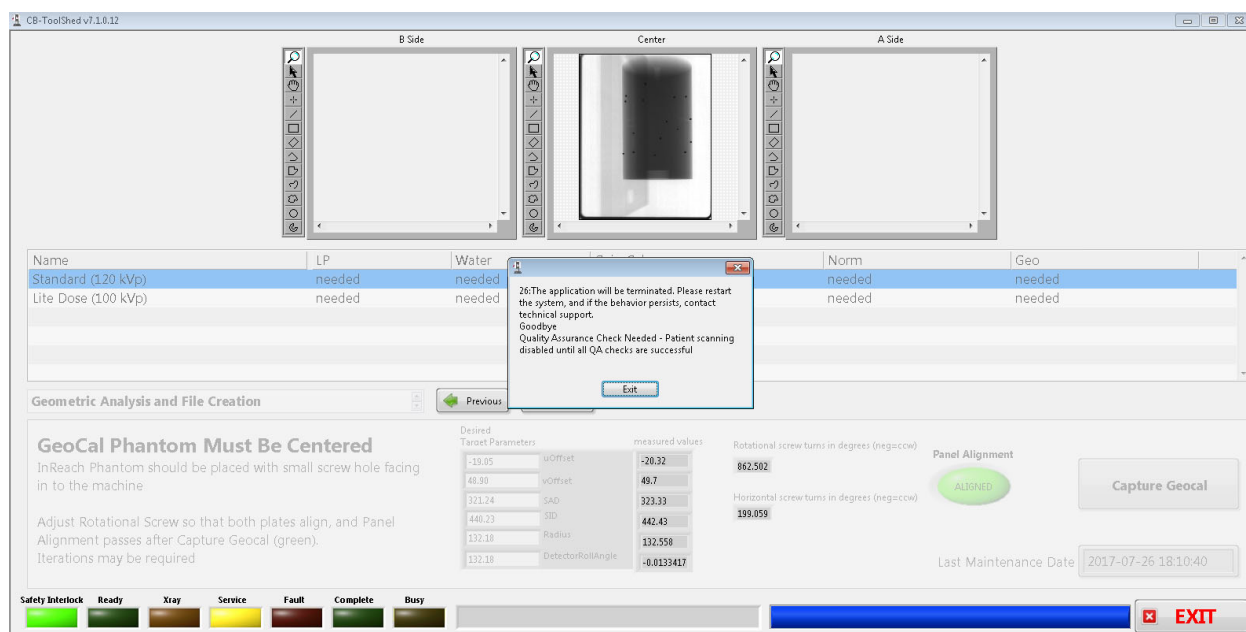 CB-ToolShed v7.1.0.12
B Side
Center
A Side
Name LP Water Norm Geo
Standard (120 kVp) needed needed needed needed
Lite Dose (100 kVp) needed needed needed needed
26:The application will be terminated. Please restart
the system, and if the behavior persists, contact
technical support.
Goodbye
Quality Assurance Check Needed - Patient scanning
disabled until all QA checks are successful
Exit
Geometric Analysis and File Creation
Previous
GeoCal Phantom Must Be Centered
InReach Phantom should be placed with small screw hole facing
in to the machine
Adjust Rotational Screw so that both plates align, and Panel
Alignment passes after Capture Geocal (green).
Iterations may be required
Desired
Target Parameters measured values
-19.05 uOffset -20.32
48.90 vOffset 49.7
321.24 SAD 323.33
440.23 SID 442.43
132.18 Radius 132.558
132.18 DetectorRollAngle -0.0133417
Rotational screw turns in degrees (neg=ccw)
862.502
Horizontal screw turns in degrees (neg=ccw)
199.059
Panel Alignment
ALIGNED
Capture Geocal
Last Maintenance Date 2017-07-26 18:10:40
Safety Interlock Ready Xray Service Fault Complete Busy
EXIT